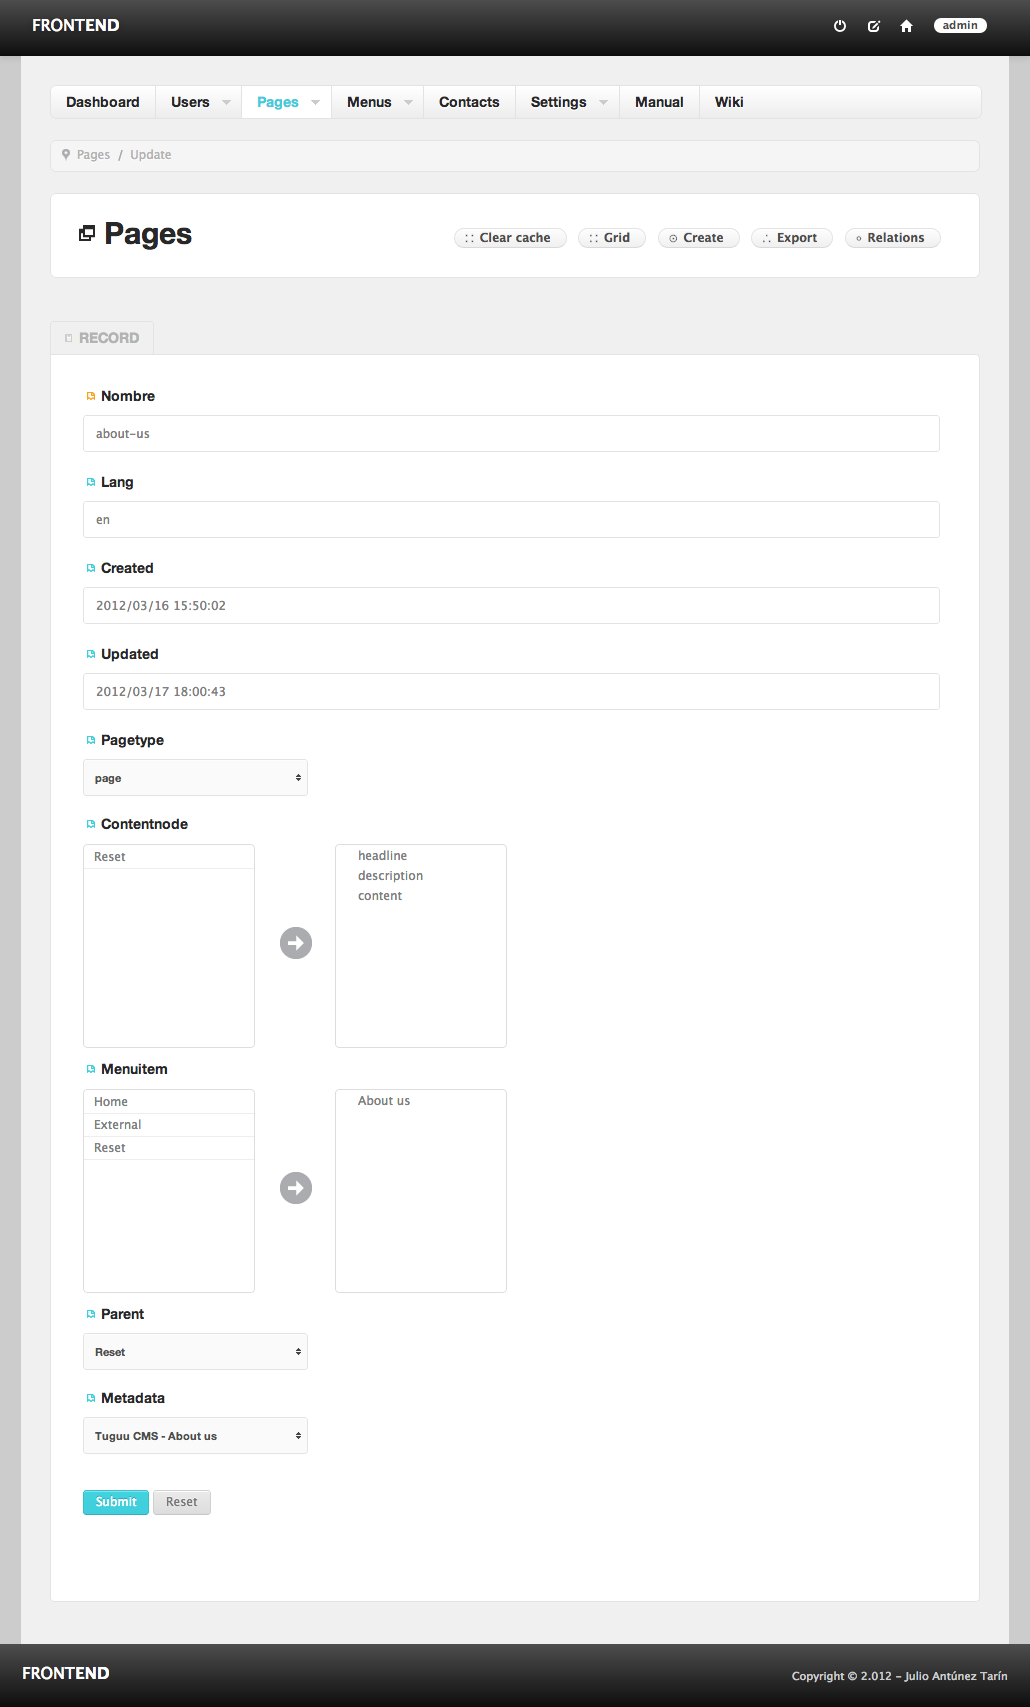 FRONTEND
admin
Dashboard Users Pages Menus Contacts Settings Manual Wiki
Pages / Update
Pages
Clear cache Grid Create Export Relations
RECORD
Nombre
about-us
Lang
en
Created
2012/03/16 15:50:02
Updated
2012/03/17 18:00:43
Pagetype
page
Contentnode
Reset
headline
description
content
Menuitem
Home
External
Reset
About us
Parent
Reset
Metadata
Tuguu CMS - About us
Submit Reset
FRONTEND
Copyright © 2.012 - Julio Antúnez Tarín